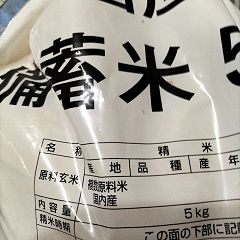 備蓄米 5
名称 精米
原料玄米 産地 品種 産年
複数原料米
国内産
内容量 5kg
精米時期 この面の下部に記